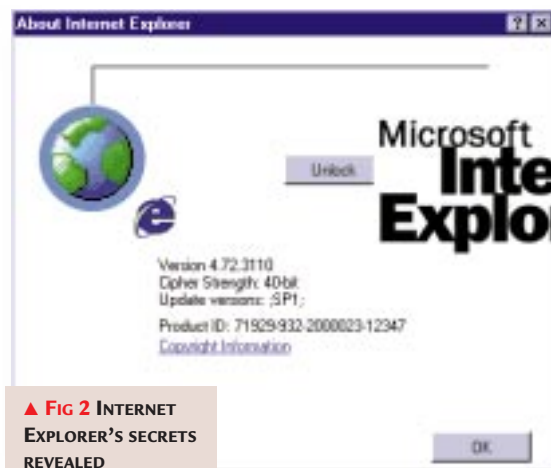 About Internet Explorer
Microsoft
Inte
Explo
Unlock
Version 4.72.3110
Cipher Strength: 40-bit
Update versions: ;SP1;
Product ID: 71929-932-2000023-12347
Copyright Information
▲ FIG 2 INTERNET
EXPLORER'S SECRETS
REVEALED
OK